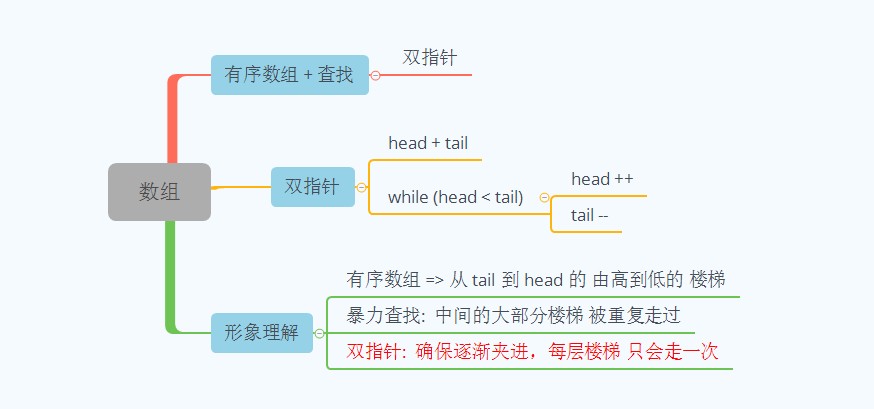 数组
有序数组 + 查找
双指针
双指针
head + tail
while (head < tail)
head ++
tail --
形象理解
有序数组 => 从 tail 到 head 的 由高到低的 楼梯
暴力查找: 中间的大部分楼梯 被重复走过
双指针: 确保逐渐夹进，每层楼梯 只会走一次